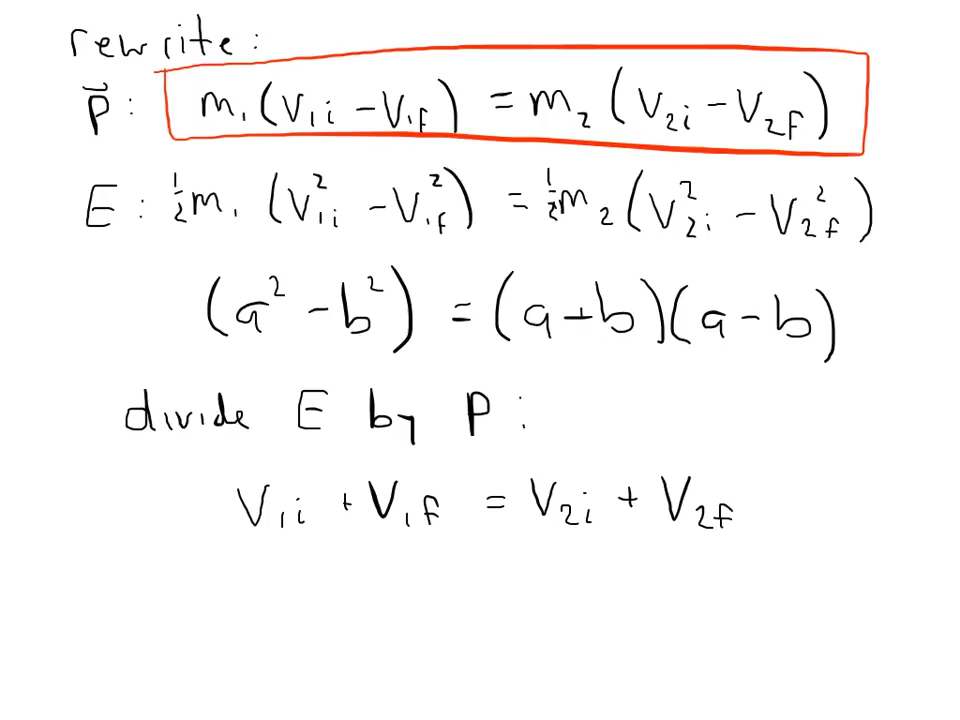 rewrite:
P⃗: m₁(V₁ᵢ - V₁f) = m₂(V₂ᵢ - V₂f)
E: ½m₁(V₁ᵢ² - V₁f²) = ½m₂(V₂ᵢ² - V₂f²)
(a² - b²) = (a+b)(a-b)
divide E by P:
V₁ᵢ + V₁f = V₂ᵢ + V₂f